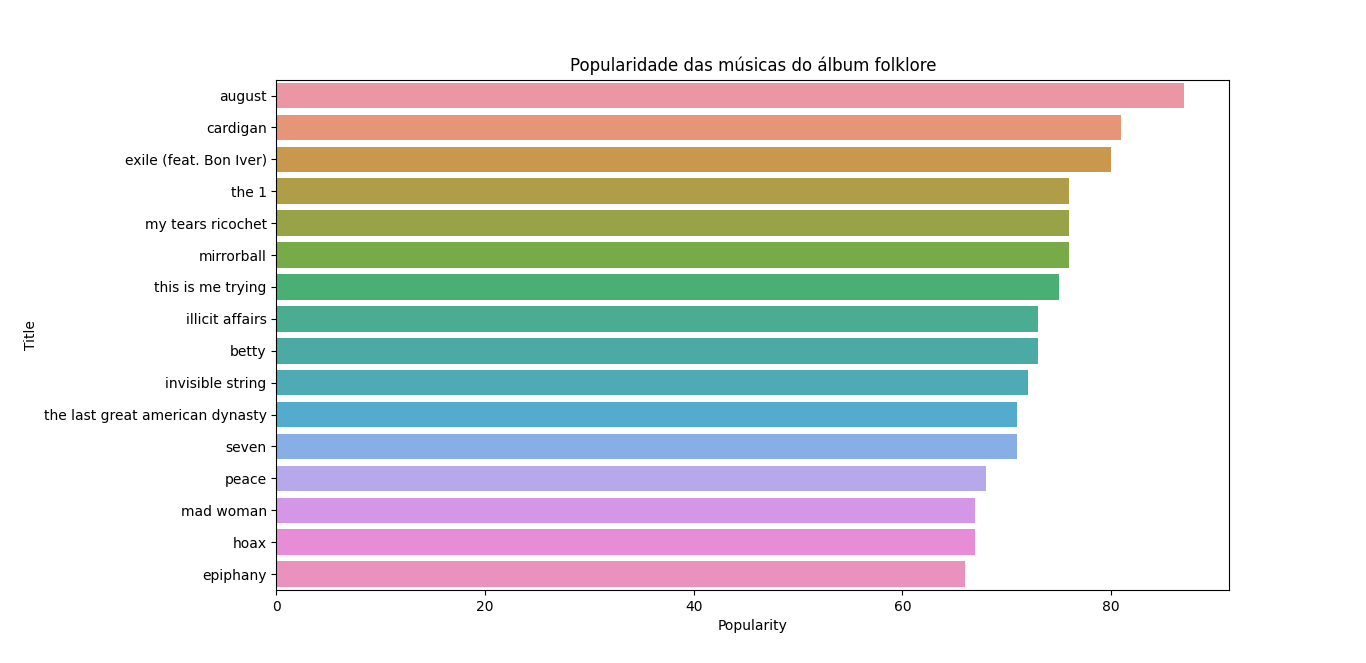 Popularidade das músicas do álbum folklore
august
cardigan
exile (feat. Bon Iver)
the 1
my tears ricochet
mirrorball
this is me trying
illicit affairs
betty
invisible string
the last great american dynasty
seven
peace
mad woman
hoax
epiphany
Title
0 20 40 60 80
Popularity